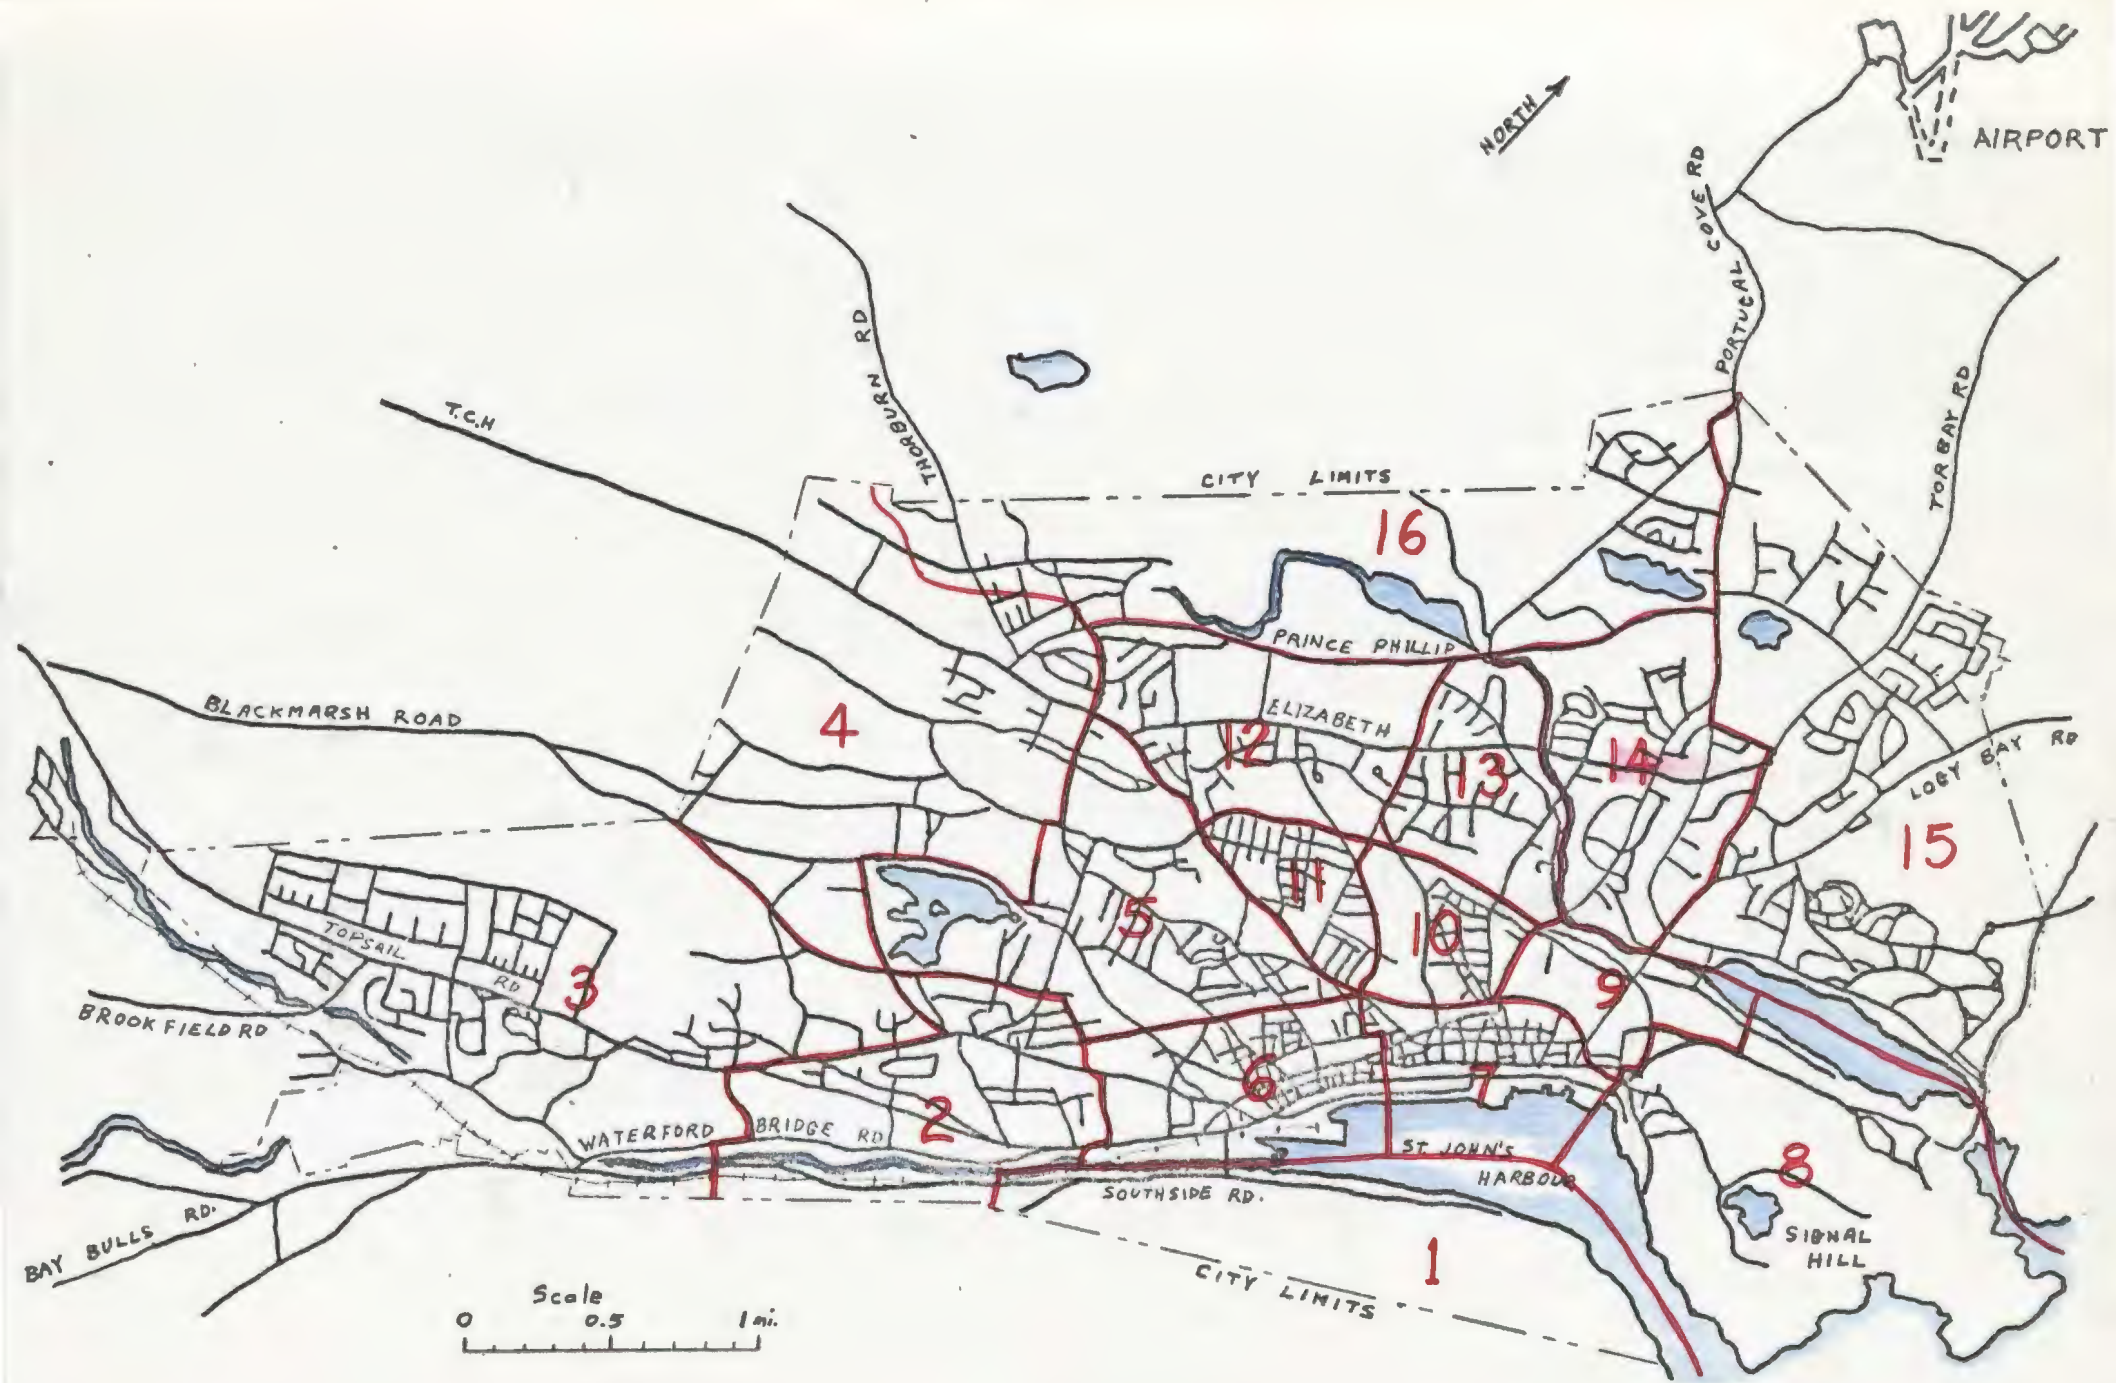 NORTH
AIRPORT
PORTUGAL COVE RD
THORBURN RD
T.C.H
TORBAY RD
CITY LIMITS
16
PRINCE PHILLIP
BLACKMARSH ROAD
4
ELIZABETH
12
13
14
LOGY BAY RD
15
11
5
10
TOPSAIL RD
3
9
BROOKFIELD RD
6
7
2
WATERFORD BRIDGE RD
ST. JOHN'S
HARBOUR
8
SOUTHSIDE RD.
SIGNAL
HILL
BAY BULLS RD.
1
CITY LIMITS
Scale
0 0.5 1 mi.